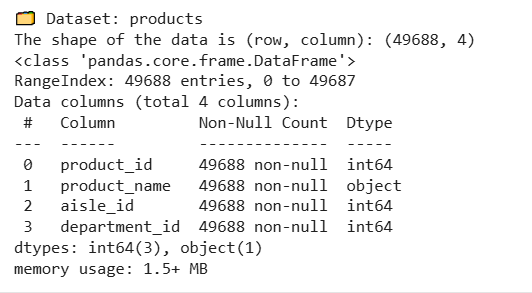 📁 Dataset: products
The shape of the data is (row, column): (49688, 4)
<class 'pandas.core.frame.DataFrame'>
RangeIndex: 49688 entries, 0 to 49687
Data columns (total 4 columns):
 #   Column         Non-Null Count  Dtype
---  ------         --------------  -----
 0   product_id     49688 non-null  int64
 1   product_name   49688 non-null  object
 2   aisle_id       49688 non-null  int64
 3   department_id  49688 non-null  int64
dtypes: int64(3), object(1)
memory usage: 1.5+ MB